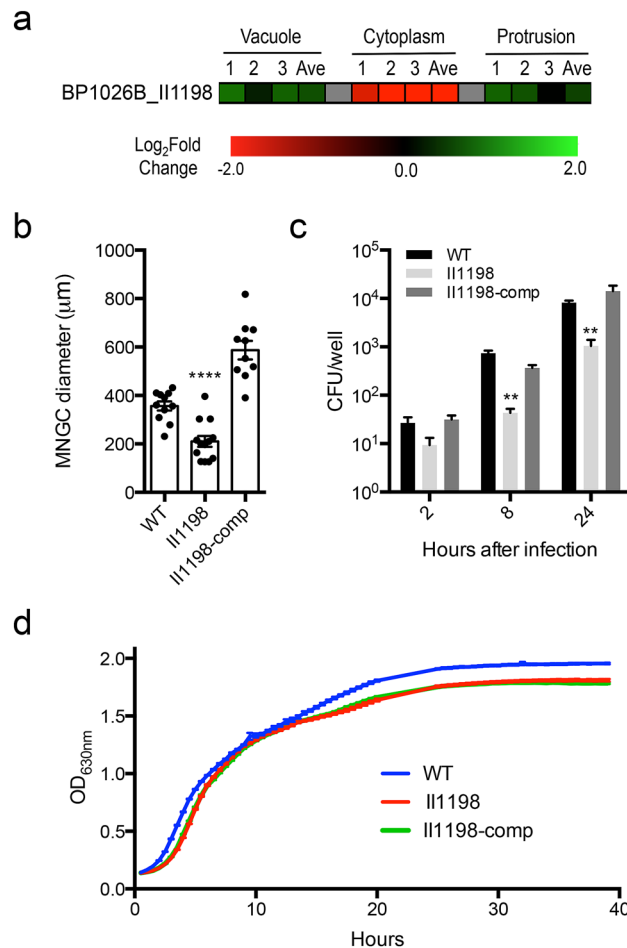 a
Vacuole Cytoplasm Protrusion
1 2 3 Ave 1 2 3 Ave 1 2 3 Ave
BP1026B_II1198
Log₂Fold
Change
-2.0 0.0 2.0
b
MNGC diameter (μm)
1000
800
600
400
200
0
****
WT
II1198
II1198-comp
c
CFU/well
10⁵
10⁴
10³
10²
10¹
10⁰
WT
II1198
II1198-comp
**
**
2 8 24
Hours after infection
d
OD₆₃₀ₙₘ
2.0
1.5
1.0
0.5
0.0
WT
II1198
II1198-comp
0 10 20 30 40
Hours